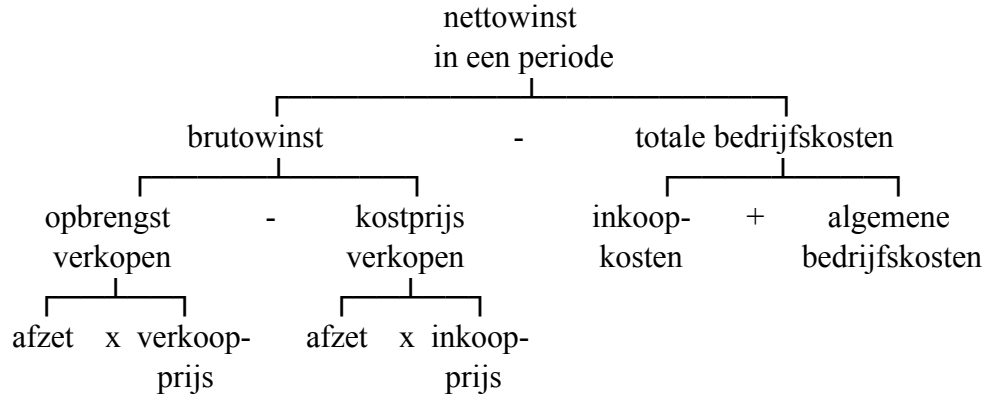 nettowinst
in een periode
brutowinst - totale bedrijfskosten
opbrengst - kostprijs inkoop- + algemene
verkopen verkopen kosten bedrijfskosten
afzet x verkoop- afzet x inkoop-
prijs prijs